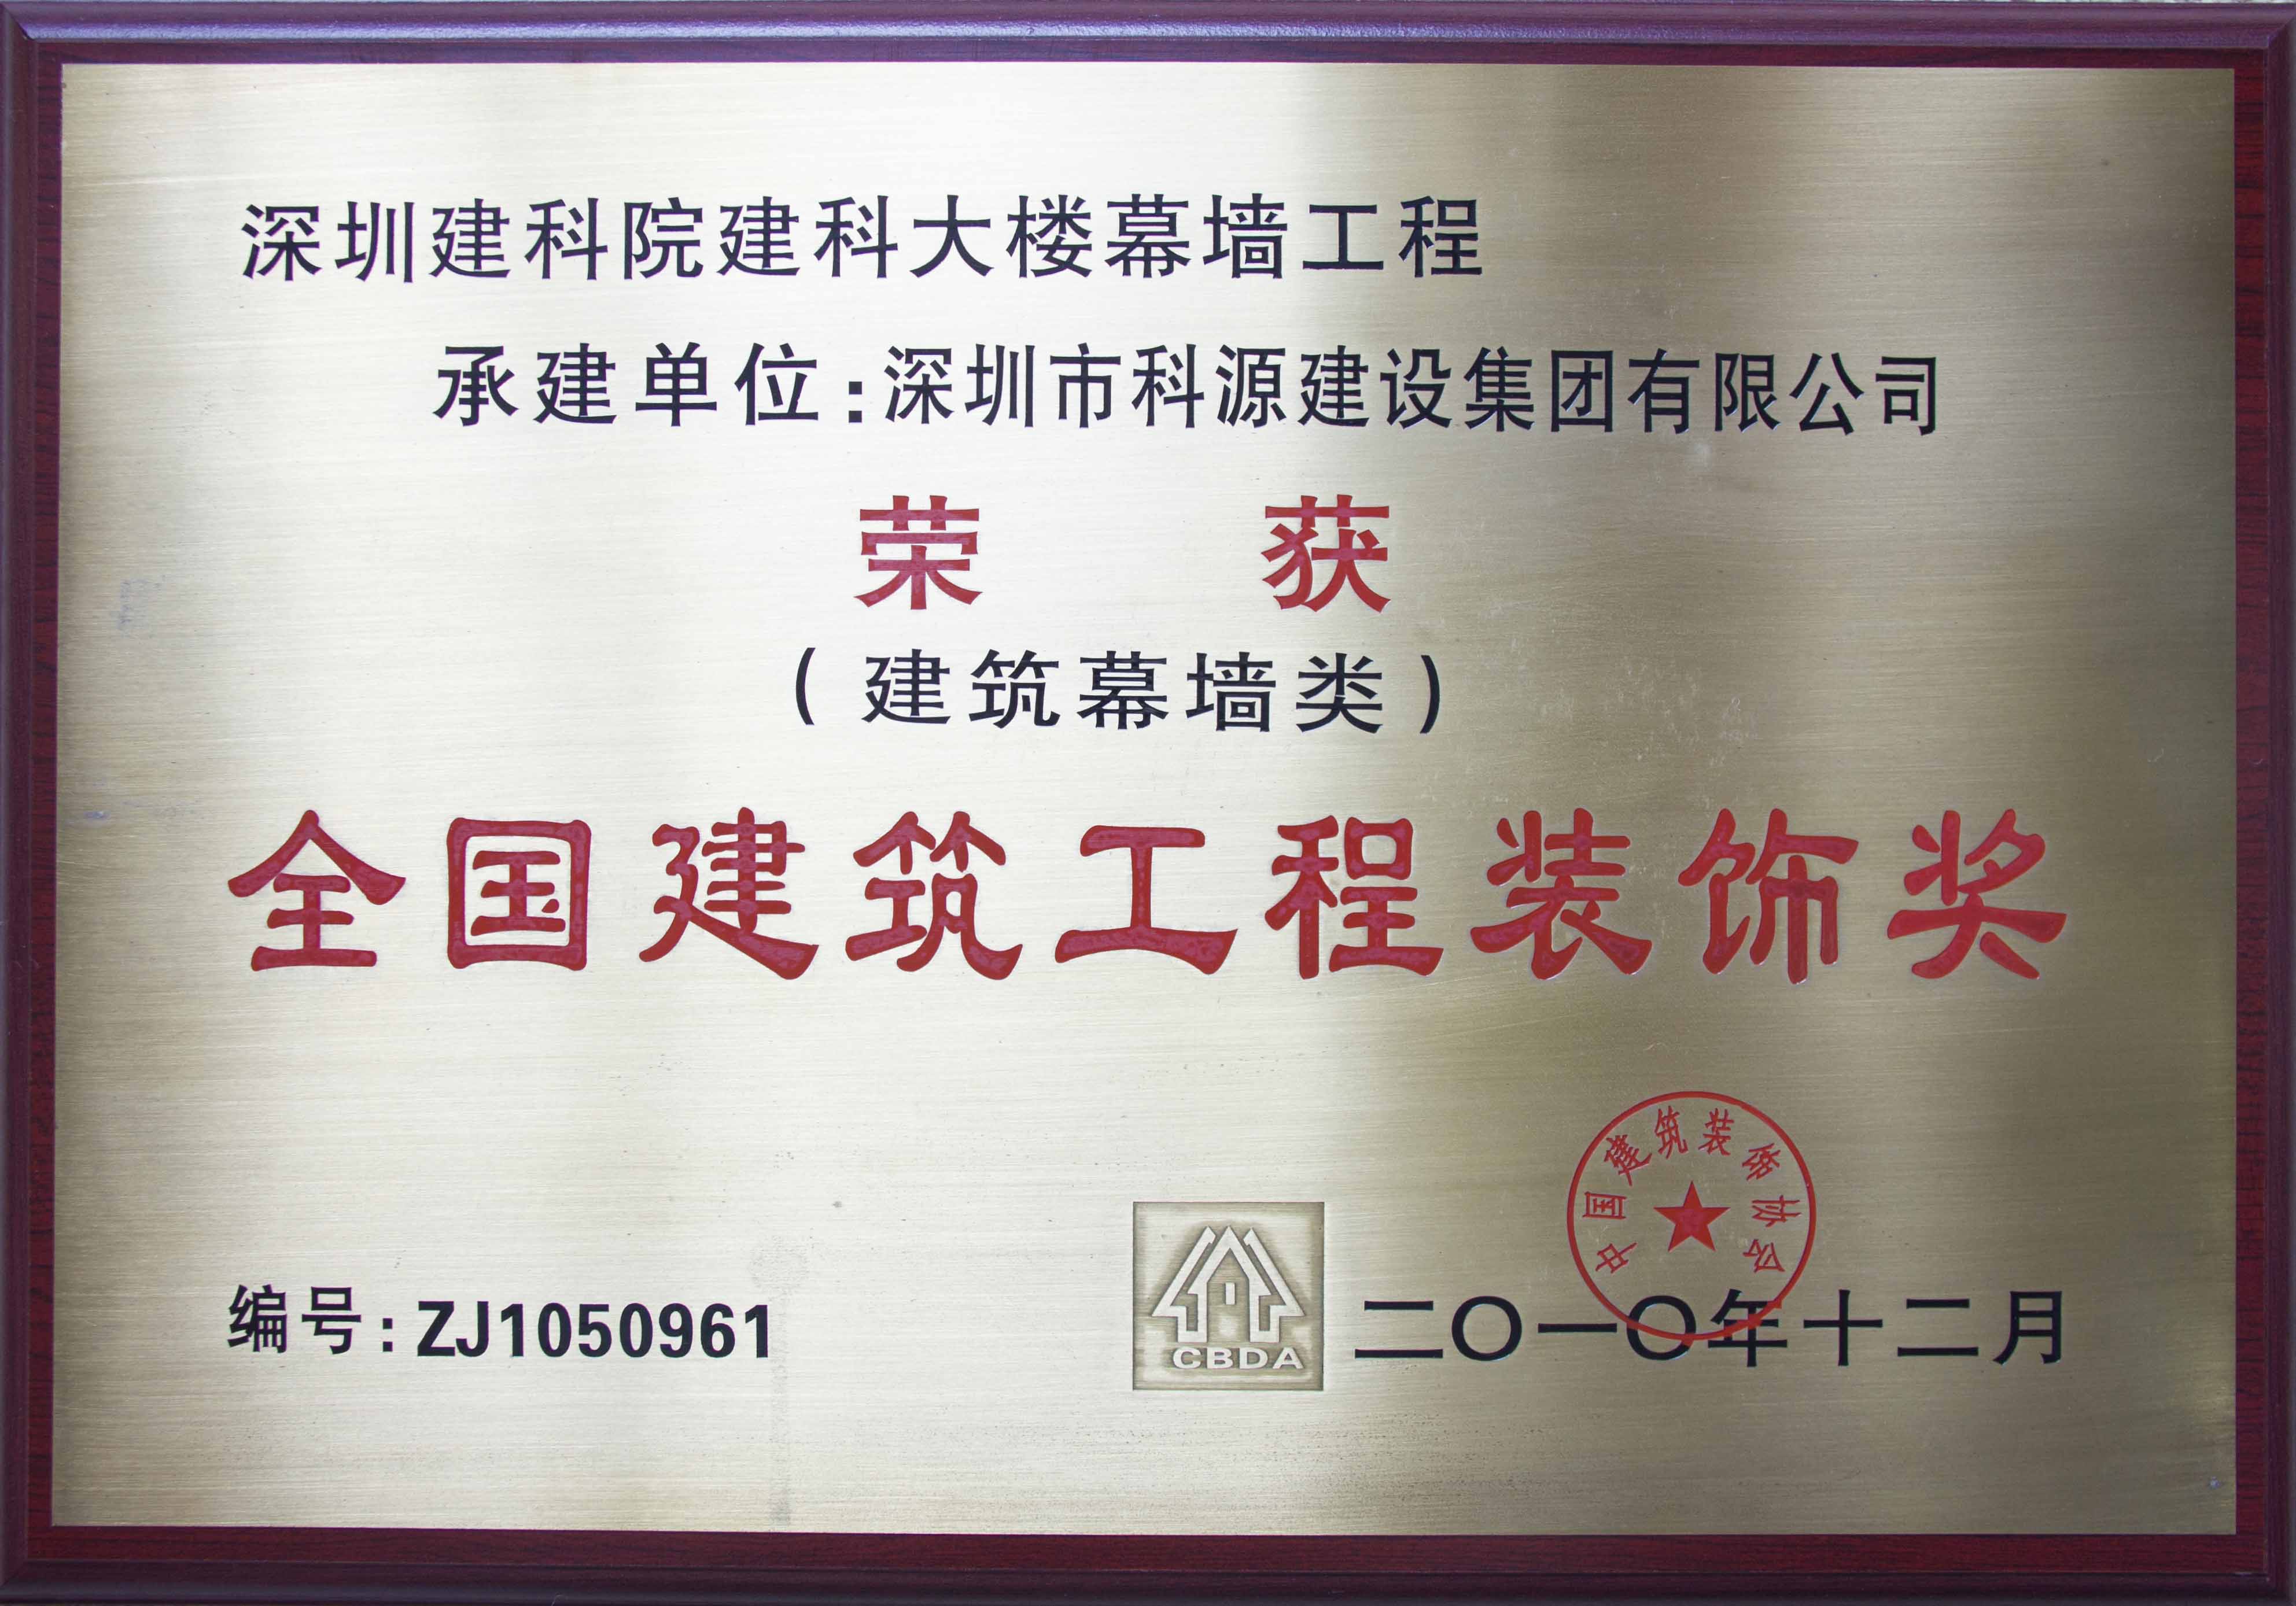 深圳建科院建科大楼幕墙工程
承建单位:深圳市科源建设集团有限公司
荣获
(建筑幕墙类)
全国建筑工程装饰奖
中国建筑装饰协会
编号:ZJ1050961
CBDA
二〇一〇年十二月